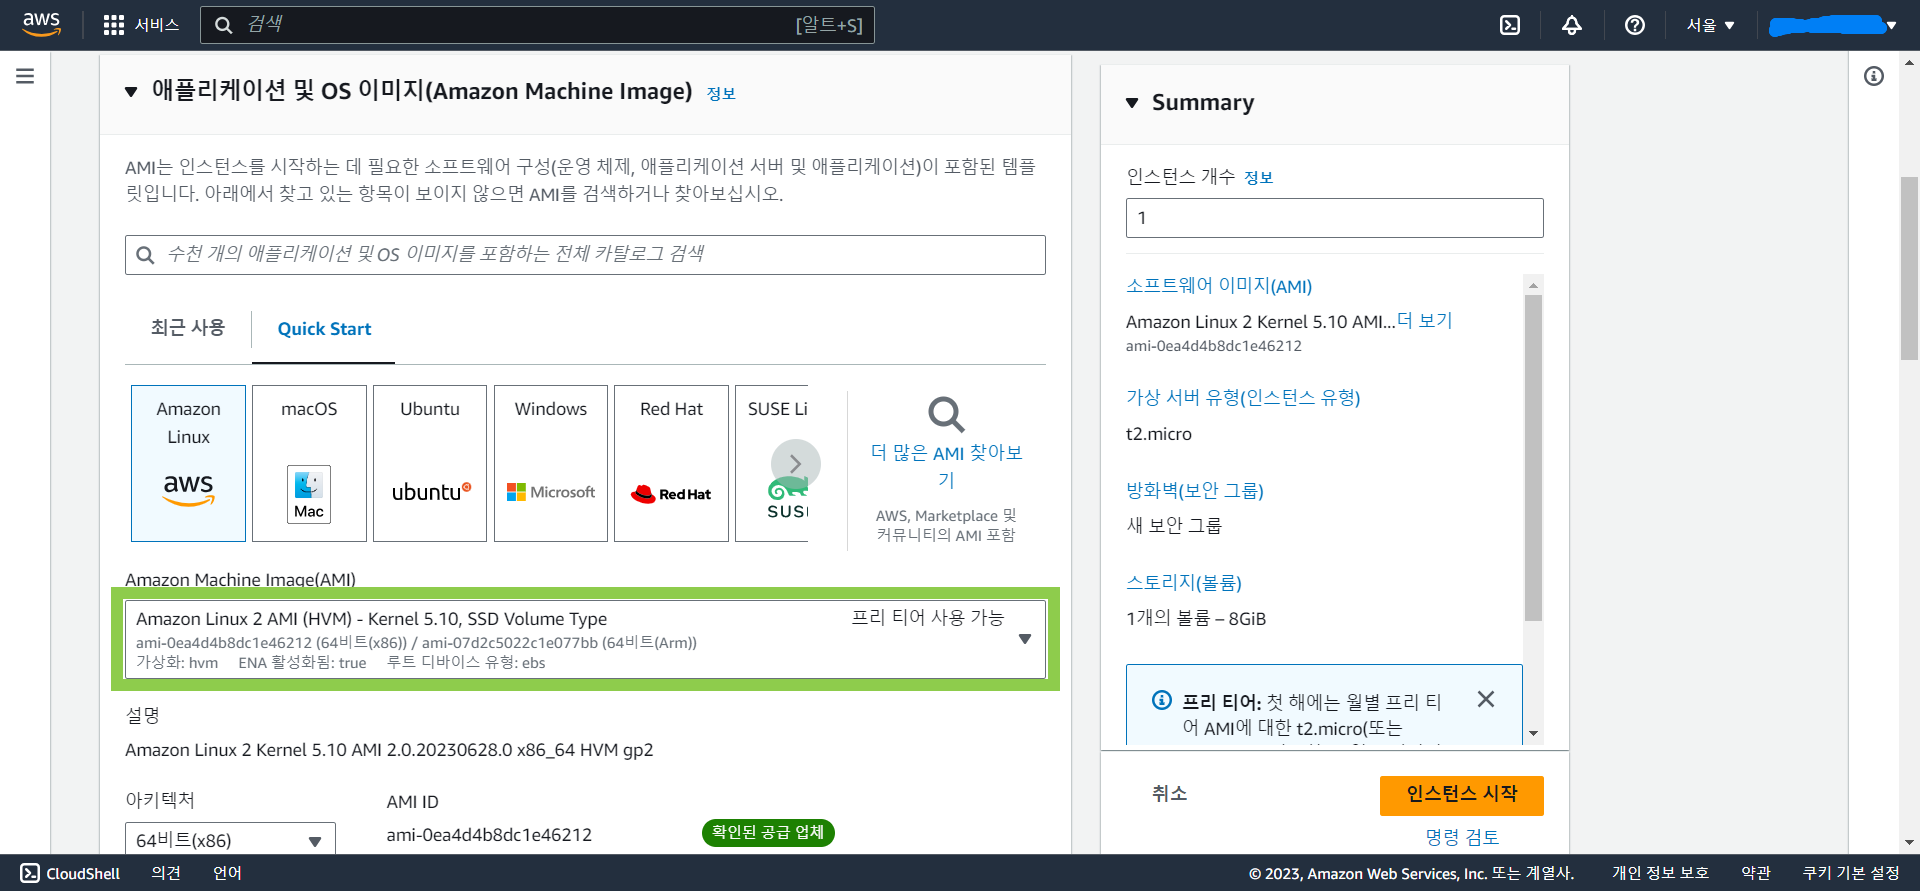 aws
서비스
검색
[알트+S]
서울
애플리케이션 및 OS 이미지(Amazon Machine Image) 정보
AMI는 인스턴스를 시작하는 데 필요한 소프트웨어 구성(운영 체제, 애플리케이션 서버 및 애플리케이션)이 포함된 템플
릿입니다. 아래에서 찾고 있는 항목이 보이지 않으면 AMI를 검색하거나 찾아보십시오.
수천 개의 애플리케이션 및 OS 이미지를 포함하는 전체 카탈로그 검색
최근 사용
Quick Start
Amazon
Linux
aws
macOS
Mac
Ubuntu
ubuntu
Windows
Microsoft
Red Hat
Red Hat
SUSE Li
SUS
더 많은 AMI 찾아보
기
AWS, Marketplace 및
커뮤니티의 AMI 포함
Amazon Machine Image(AMI)
Amazon Linux 2 AMI (HVM) - Kernel 5.10, SSD Volume Type
프리 티어 사용 가능
ami-0ea4d4b8dc1e46212 (64비트(x86)) / ami-07d2c5022c1e077bb (64비트(Arm))
가상화: hvm ENA 활성화됨: true 루트 디바이스 유형: ebs
설명
Amazon Linux 2 Kernel 5.10 AMI 2.0.20230628.0 x86_64 HVM gp2
아키텍처
64비트(x86)
AMI ID
ami-0ea4d4b8dc1e46212
확인된 공급 업체
Summary
인스턴스 개수 정보
1
소프트웨어 이미지(AMI)
Amazon Linux 2 Kernel 5.10 AMI...더 보기
ami-0ea4d4b8dc1e46212
가상 서버 유형(인스턴스 유형)
t2.micro
방화벽(보안 그룹)
새 보안 그룹
스토리지(볼륨)
1개의 볼륨 – 8GiB
프리 티어: 첫 해에는 월별 프리 티
어 AMI에 대한 t2.micro(또는
취소
인스턴스 시작
명령 검토
CloudShell
의견
언어
© 2023, Amazon Web Services, Inc. 또는 계열사.
개인 정보 보호
약관
쿠키 기본 설정